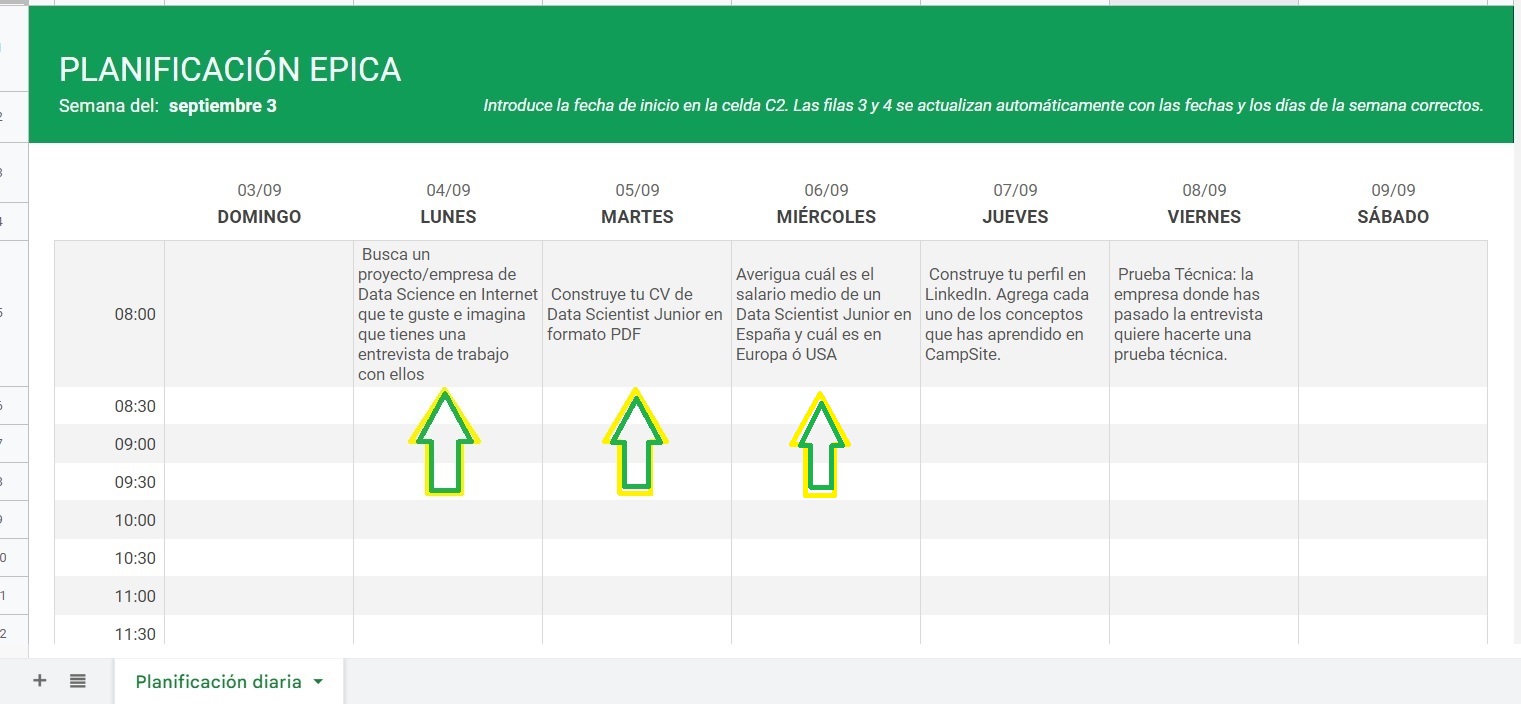 PLANIFICACIÓN EPICA
Semana del: septiembre 3
Introduce la fecha de inicio en la celda C2. Las filas 3 y 4 se actualizan automáticamente con las fechas y los días de la semana correctos.
03/09 04/09 05/09 06/09 07/09 08/09 09/09
DOMINGO LUNES MARTES MIÉRCOLES JUEVES VIERNES SÁBADO
08:00
Busca un
proyecto/empresa de
Data Science en Internet
que te guste e imagina
que tienes una
entrevista de trabajo
con ellos
Construye tu CV de
Data Scientist Junior en
formato PDF
Averigua cuál es el
salario medio de un
Data Scientist Junior en
España y cuál es en
Europa ó USA
Construye tu perfil en
LinkedIn. Agrega cada
uno de los conceptos
que has aprendido en
CampSite.
Prueba Técnica: la
empresa donde has
pasado la entrevista
quiere hacerte una
prueba técnica.
08:30
09:00
09:30
10:00
10:30
11:00
11:30
Planificación diaria